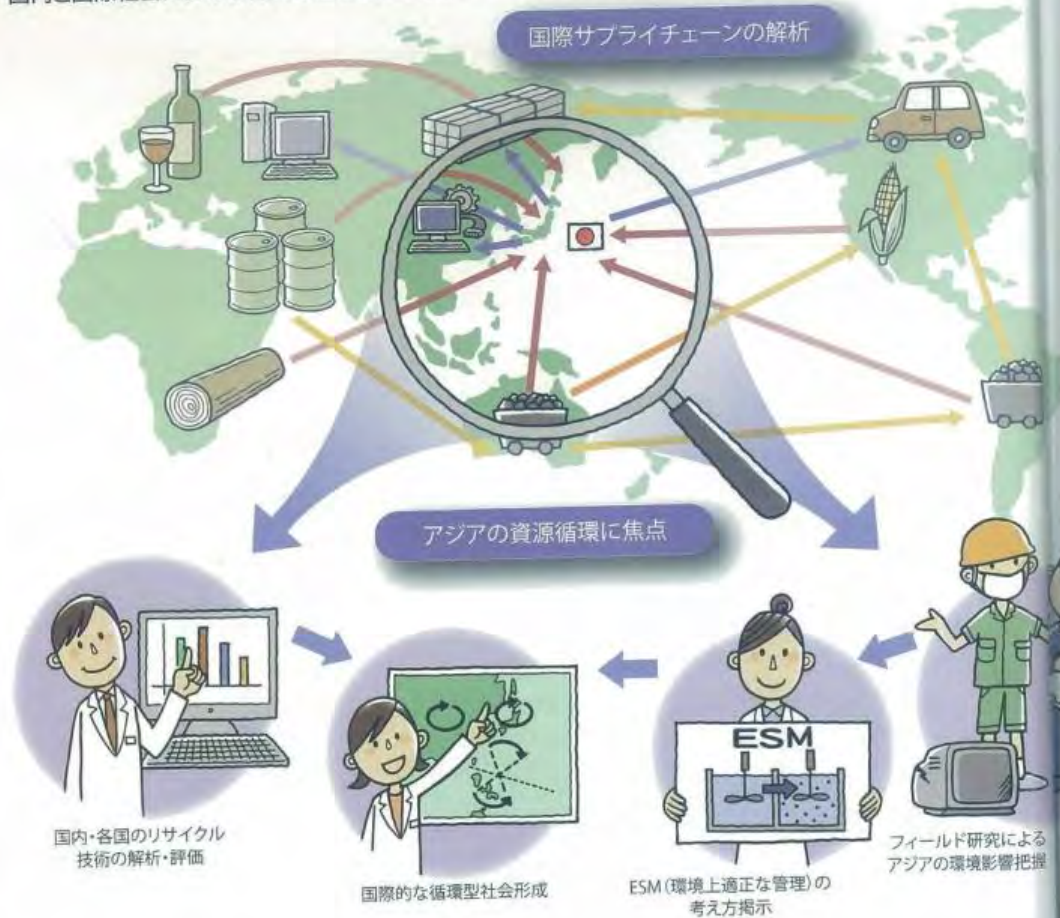 国際サプライチェーンの解析
アジアの資源循環に焦点
国内・各国のリサイクル
技術の解析・評価
国際的な循環型社会形成
ESM
ESM(環境上適正な管理)の
考え方掲示
フィールド研究による
アジアの環境影響把握